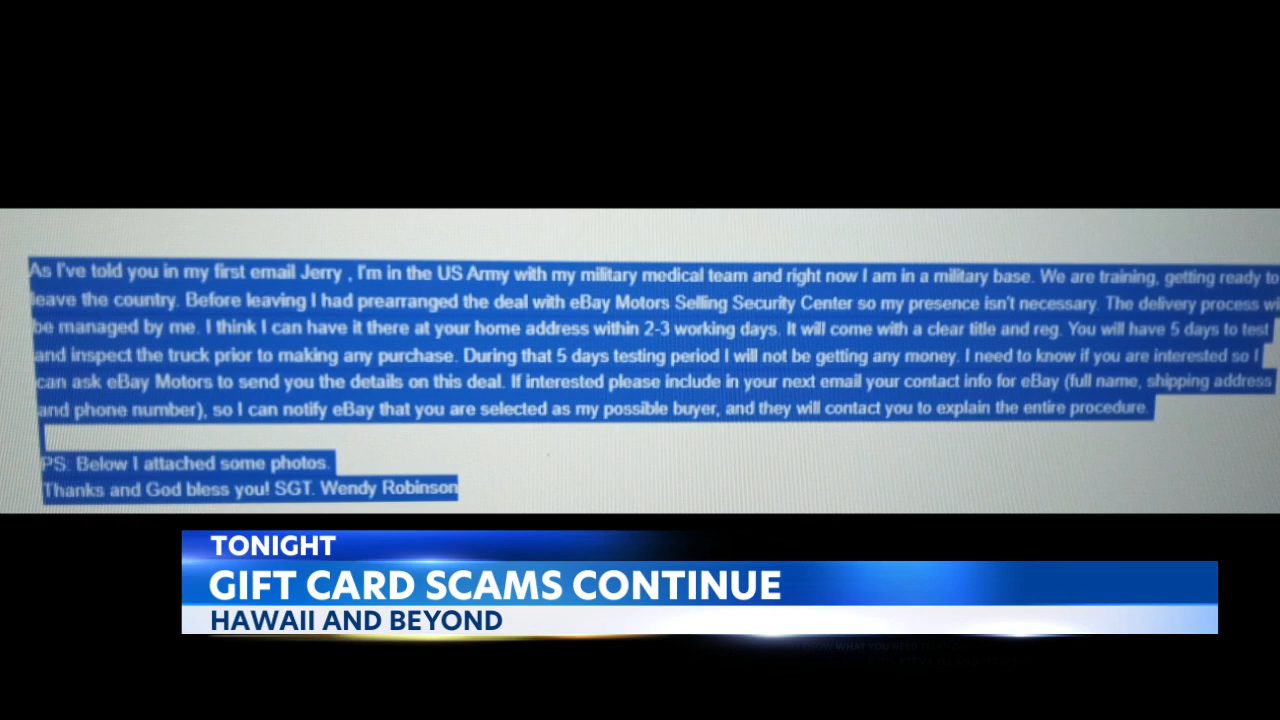 As I've told you in my first email Jerry , I'm in the US Army with my military medical team and right now I am in a military base. We are training, getting ready to
leave the country. Before leaving I had prearranged the deal with eBay Motors Selling Security Center so my presence isn't necessary. The delivery process wi
be managed by me. I think I can have it there at your home address within 2-3 working days. It will come with a clear title and reg. You will have 5 days to test
and inspect the truck prior to making any purchase. During that 5 days testing period I will not be getting any money. I need to know if you are interested so I
can ask eBay Motors to send you the details on this deal. If interested please include in your next email your contact info for eBay (full name, shipping address
and phone number), so I can notify eBay that you are selected as my possible buyer, and they will contact you to explain the entire procedure.
PS: Below I attached some photos.
Thanks and God bless you! SGT. Wendy Robinson
TONIGHT
GIFT CARD SCAMS CONTINUE
HAWAII AND BEYOND